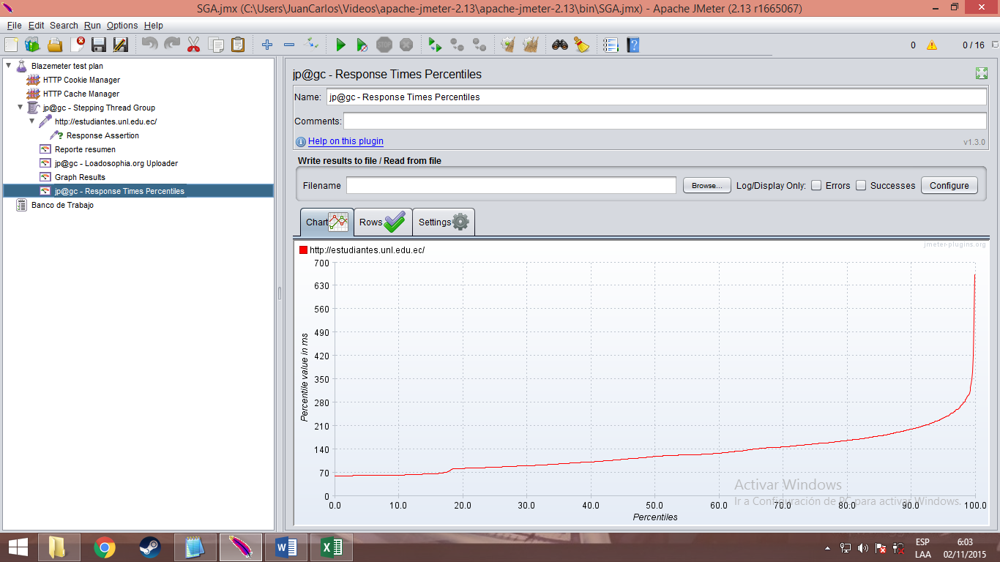 SGA.jmx (C:\Users\JuanCarlos\Videos\apache-jmeter-2.13\apache-jmeter-2.13\bin\SGA.jmx) - Apache JMeter (2.13 r1665067)
File Edit Search Run Options Help
0 0 / 16
Blazemeter test plan
HTTP Cookie Manager
HTTP Cache Manager
jp@gc - Stepping Thread Group
http://estudiantes.unl.edu.ec/
Response Assertion
Reporte resumen
jp@gc - Loadosophia.org Uploader
Graph Results
jp@gc - Response Times Percentiles
Banco de Trabajo
jp@gc - Response Times Percentiles
Name: jp@gc - Response Times Percentiles
Comments:
Help on this plugin v1.3.0
Write results to file / Read from file
Filename Browse... Log/Display Only: Errors Successes Configure
Chart Rows Settings
jmeter-plugins.org
http://estudiantes.unl.edu.ec/
700
630
560
490
420
350
280
210
140
70
0
Percentile value in ms
0.0 10.0 20.0 30.0 40.0 50.0 60.0 70.0 80.0 90.0 100.0
Percentiles
Activar Windows
Ir a Configuración de PC para activar Windows.
ESP
LAA
6:03
02/11/2015